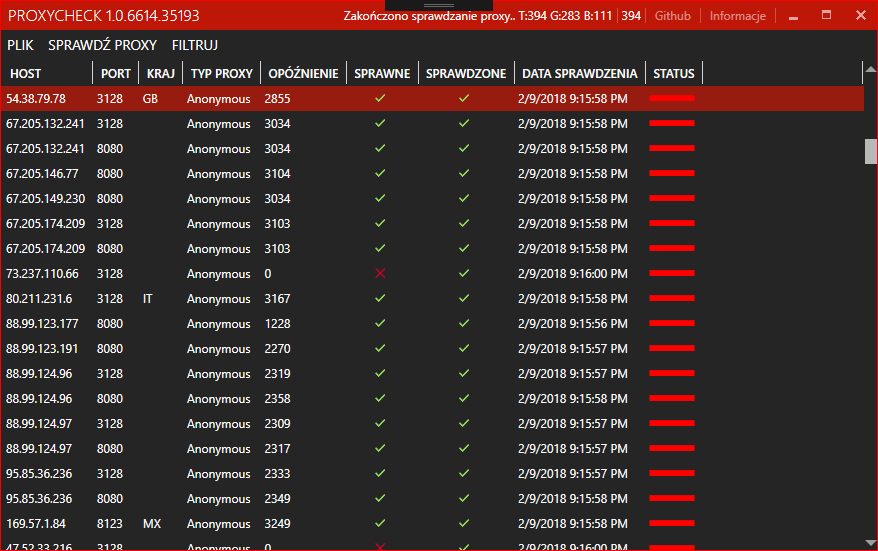 PROXYCHECK 1.0.6614.35193 Zakończono sprawdzanie proxy.. T:394 G:283 B:111 394 Github Informacje
PLIK SPRAWDŹ PROXY FILTRUJ
HOST PORT KRAJ TYP PROXY OPÓŹNIENIE SPRAWNE SPRAWDZONE DATA SPRAWDZENIA STATUS
54.38.79.78 3128 GB Anonymous 2855 2/9/2018 9:15:58 PM
67.205.132.241 3128 Anonymous 3034 2/9/2018 9:15:58 PM
67.205.132.241 8080 Anonymous 3034 2/9/2018 9:15:58 PM
67.205.146.77 8080 Anonymous 3104 2/9/2018 9:15:58 PM
67.205.149.230 8080 Anonymous 3034 2/9/2018 9:15:58 PM
67.205.174.209 3128 Anonymous 3103 2/9/2018 9:15:58 PM
67.205.174.209 8080 Anonymous 3103 2/9/2018 9:15:58 PM
73.237.110.66 3128 Anonymous 0 2/9/2018 9:16:00 PM
80.211.231.6 3128 IT Anonymous 3167 2/9/2018 9:15:58 PM
88.99.123.177 8080 Anonymous 1228 2/9/2018 9:15:56 PM
88.99.123.191 8080 Anonymous 2270 2/9/2018 9:15:57 PM
88.99.124.96 3128 Anonymous 2319 2/9/2018 9:15:57 PM
88.99.124.96 8080 Anonymous 2358 2/9/2018 9:15:58 PM
88.99.124.97 3128 Anonymous 2309 2/9/2018 9:15:57 PM
88.99.124.97 8080 Anonymous 2317 2/9/2018 9:15:57 PM
95.85.36.236 3128 Anonymous 2333 2/9/2018 9:15:57 PM
95.85.36.236 8080 Anonymous 2349 2/9/2018 9:15:58 PM
169.57.1.84 8123 MX Anonymous 3249 2/9/2018 9:15:58 PM
47.52.33.216 3128 Anonymous 0 2/9/2018 9:16:00 PM